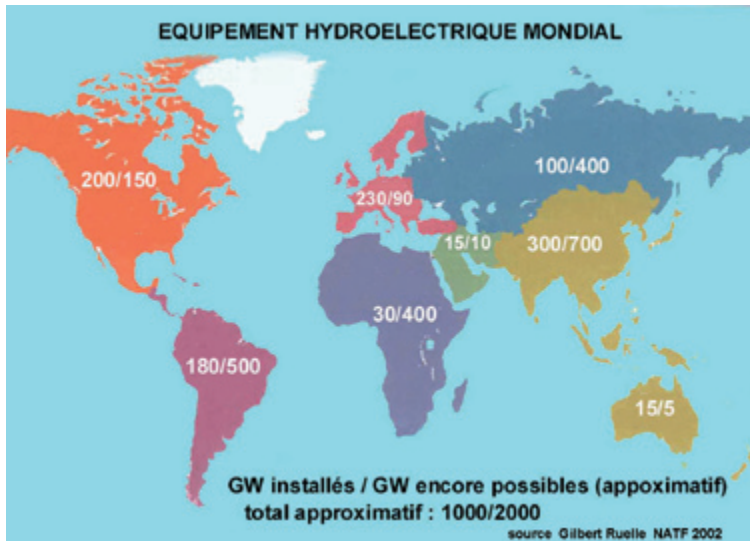 EQUIPEMENT HYDROELECTRIQUE MONDIAL
200/150
100/400
230/90
15/10
300/700
30/400
180/500
15/5
GW installés / GW encore possibles (appoximatif)
total approximatif : 1000/2000
source Gilbert Ruelle NATF 2002